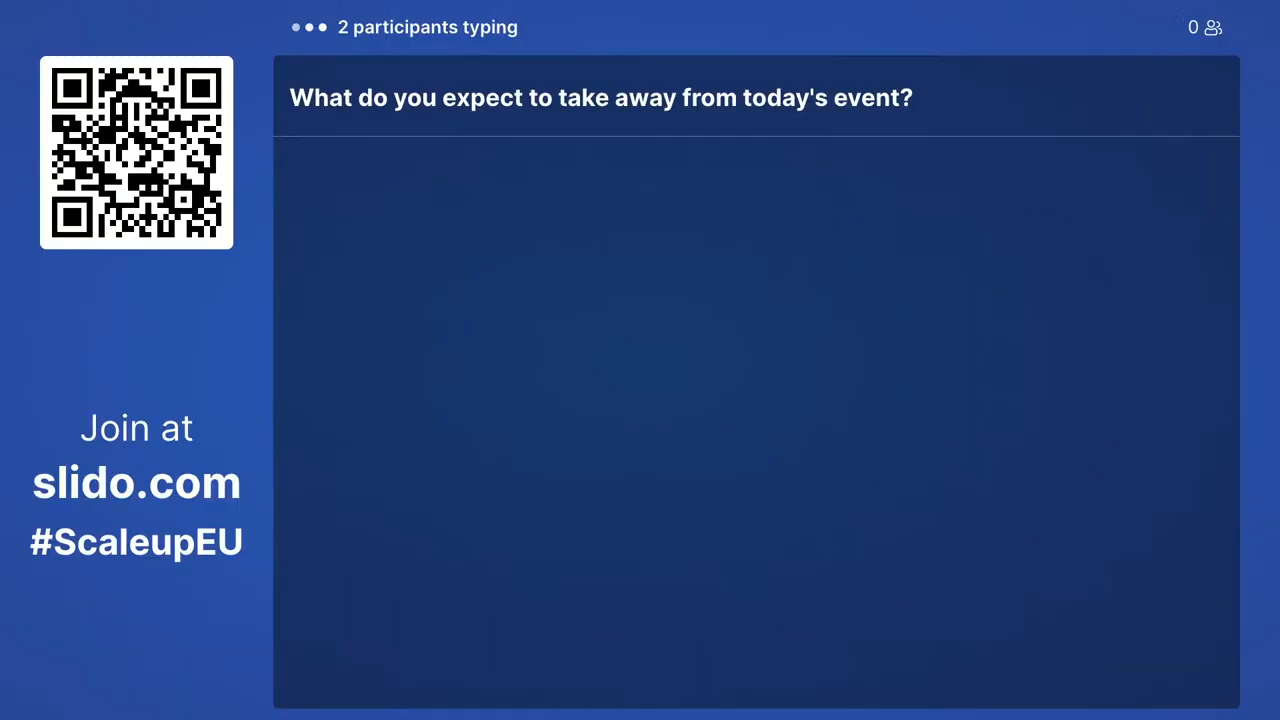 2 participants typing
0
What do you expect to take away from today's event?
Join at
slido.com
#ScaleupEU